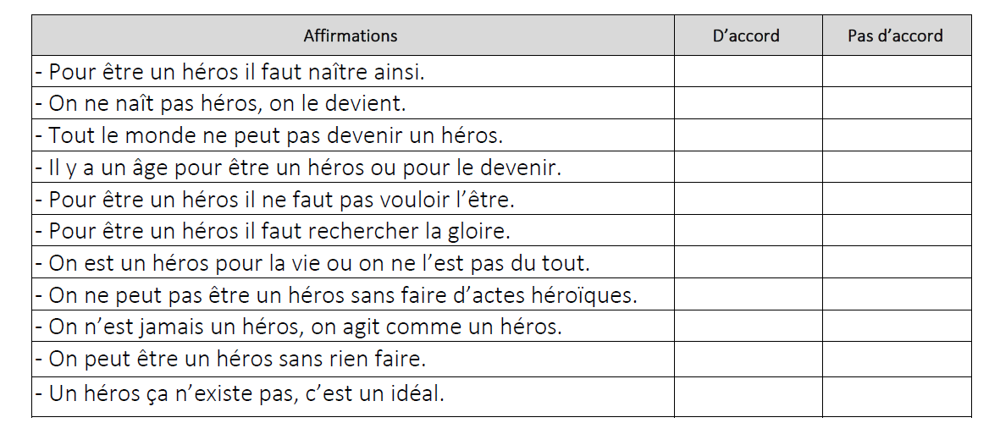 Affirmations D’accord Pas d’accord
- Pour être un héros il faut naître ainsi.
- On ne naît pas héros, on le devient.
- Tout le monde ne peut pas devenir un héros.
- Il y a un âge pour être un héros ou pour le devenir.
- Pour être un héros il ne faut pas vouloir l’être.
- Pour être un héros il faut rechercher la gloire.
- On est un héros pour la vie ou on ne l’est pas du tout.
- On ne peut pas être un héros sans faire d’actes héroïques.
- On n’est jamais un héros, on agit comme un héros.
- On peut être un héros sans rien faire.
- Un héros ça n’existe pas, c’est un idéal.